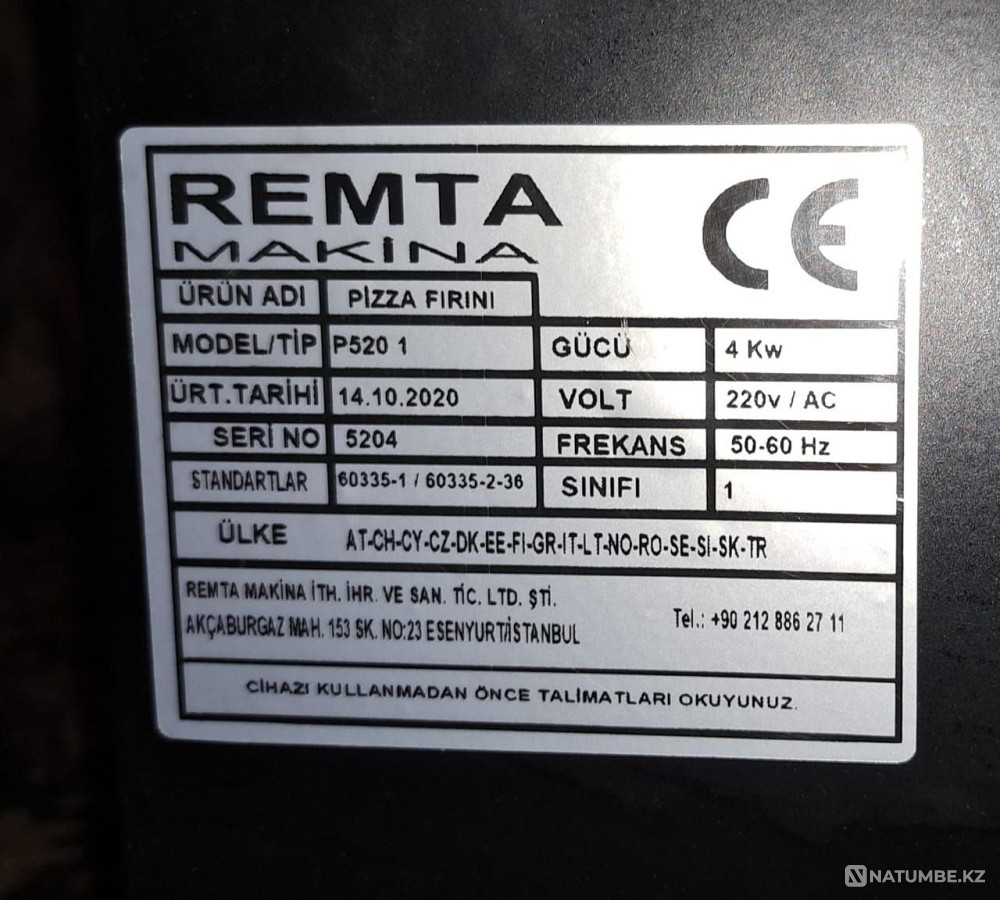 REMTA
MAKİNA
CE
ÜRÜN ADI PİZZA FIRINI
MODEL/TİP P520 1 GÜCÜ 4 Kw
ÜRT.TARİHİ 14.10.2020 VOLT 220v / AC
SERİ NO 5204 FREKANS 50-60 Hz
STANDARTLAR 60335-1 / 60335-2-36 SINIFI 1
ÜLKE AT-CH-CY-CZ-DK-EE-FI-GR-IT-LT-NO-RO-SE-SI-SK-TR
REMTA MAKİNA İTH. İHR. VE SAN. TİC. LTD. ŞTİ.
AKÇABURGAZ MAH. 153 SK. NO:23 ESENYURT/İSTANBUL Tel.: +90 212 886 27 11
CİHAZI KULLANMADAN ÖNCE TALİMATLARI OKUYUNUZ.
NATUMBE.KZ